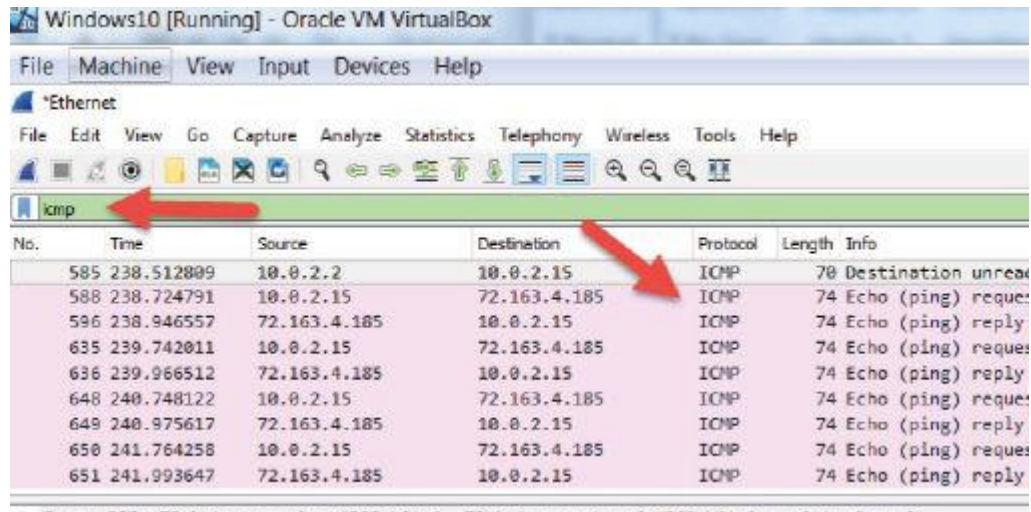 Windows10 [Running] - Oracle VM VirtualBox
File Machine View Input Devices Help
*Ethernet
File Edit View Go Capture Analyze Statistics Telephony Wireless Tools Help
icmp
No. Time Source Destination Protocol Length Info
585 238.512809 10.0.2.2 10.0.2.15 ICMP 70 Destination unreac
588 238.724791 10.0.2.15 72.163.4.185 ICMP 74 Echo (ping) reques
596 238.946557 72.163.4.185 10.0.2.15 ICMP 74 Echo (ping) reply
635 239.742011 10.0.2.15 72.163.4.185 ICMP 74 Echo (ping) reques
636 239.966512 72.163.4.185 10.0.2.15 ICMP 74 Echo (ping) reply
648 240.748122 10.0.2.15 72.163.4.185 ICMP 74 Echo (ping) reques
649 240.975617 72.163.4.185 10.0.2.15 ICMP 74 Echo (ping) reply
650 241.764258 10.0.2.15 72.163.4.185 ICMP 74 Echo (ping) reques
651 241.993647 72.163.4.185 10.0.2.15 ICMP 74 Echo (ping) reply